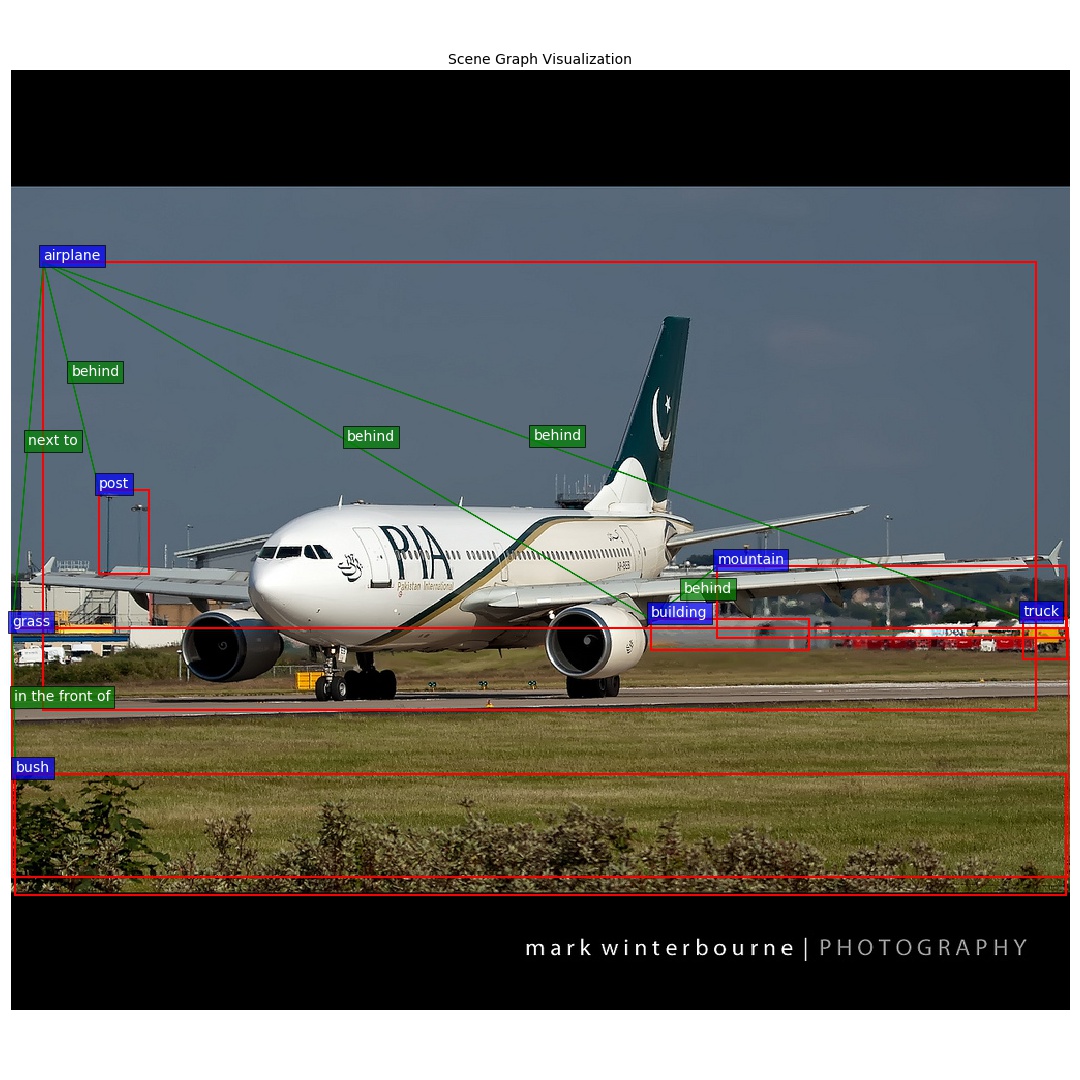 Scene Graph Visualization
airplane
behind
behind
behind
next to
post
PIA
Pakistan International
mountain
behind
building
truck
grass
in the front of
bush
mark winterbourne | PHOTOGRAPHY